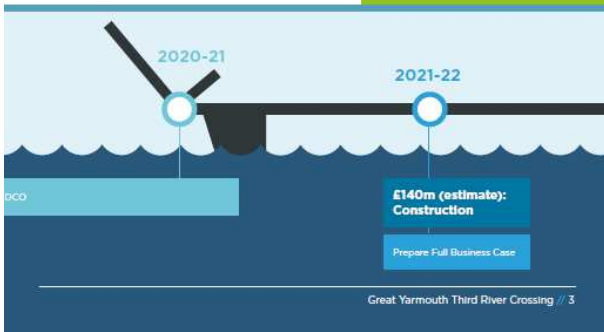 2020-21
2021-22
DCO
£140m (estimate):
Construction
Prepare Full Business Case
Great Yarmouth Third River Crossing // 3